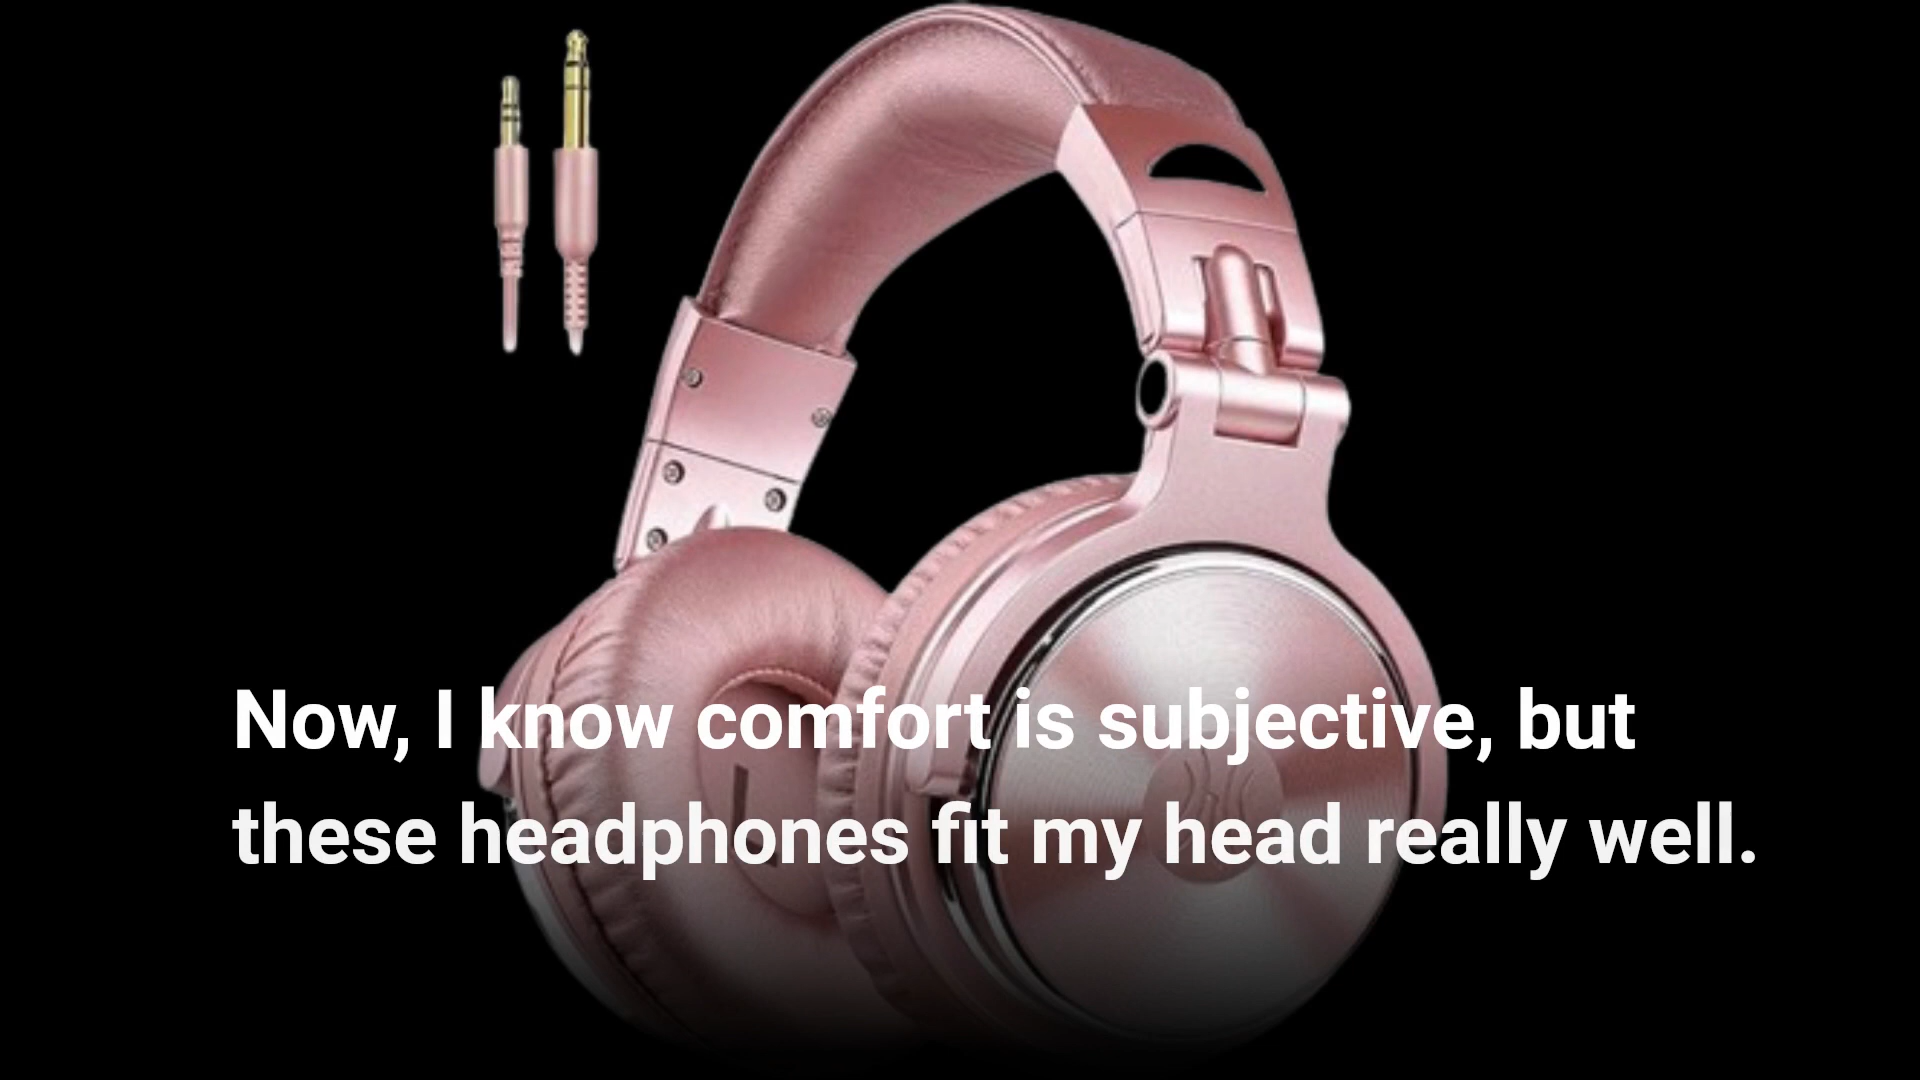 Now, I know comfort is subjective, but
these headphones fit my head really well.